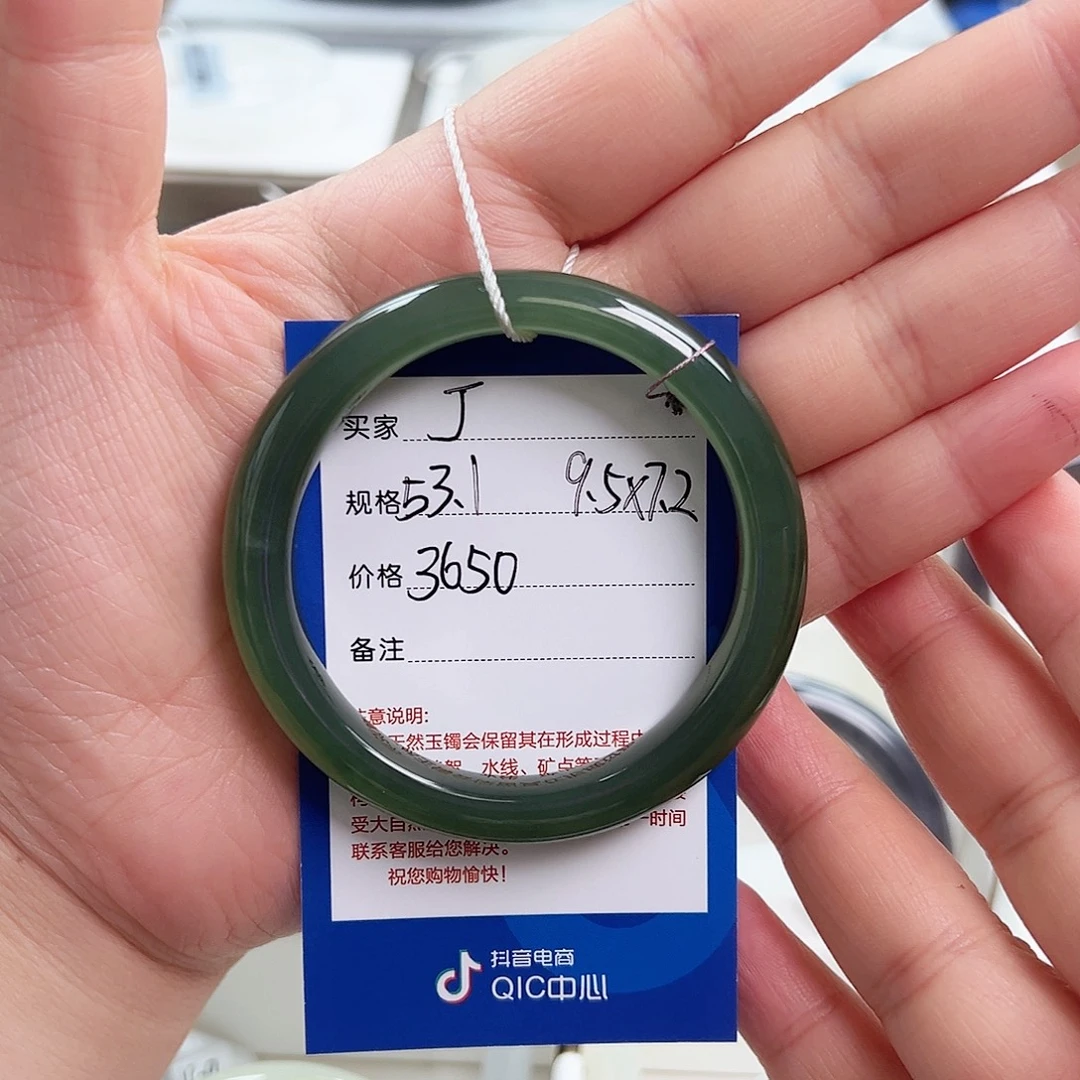 买家 丁
规格 53.1 9.5x7.2
价格 3650
备注
注意说明:
天然玉镯会保留其在形成过程中
水线、矿点等
受大自然 一时间
联系客服给您解决。
祝您购物愉快！
抖音电商
QIC中心